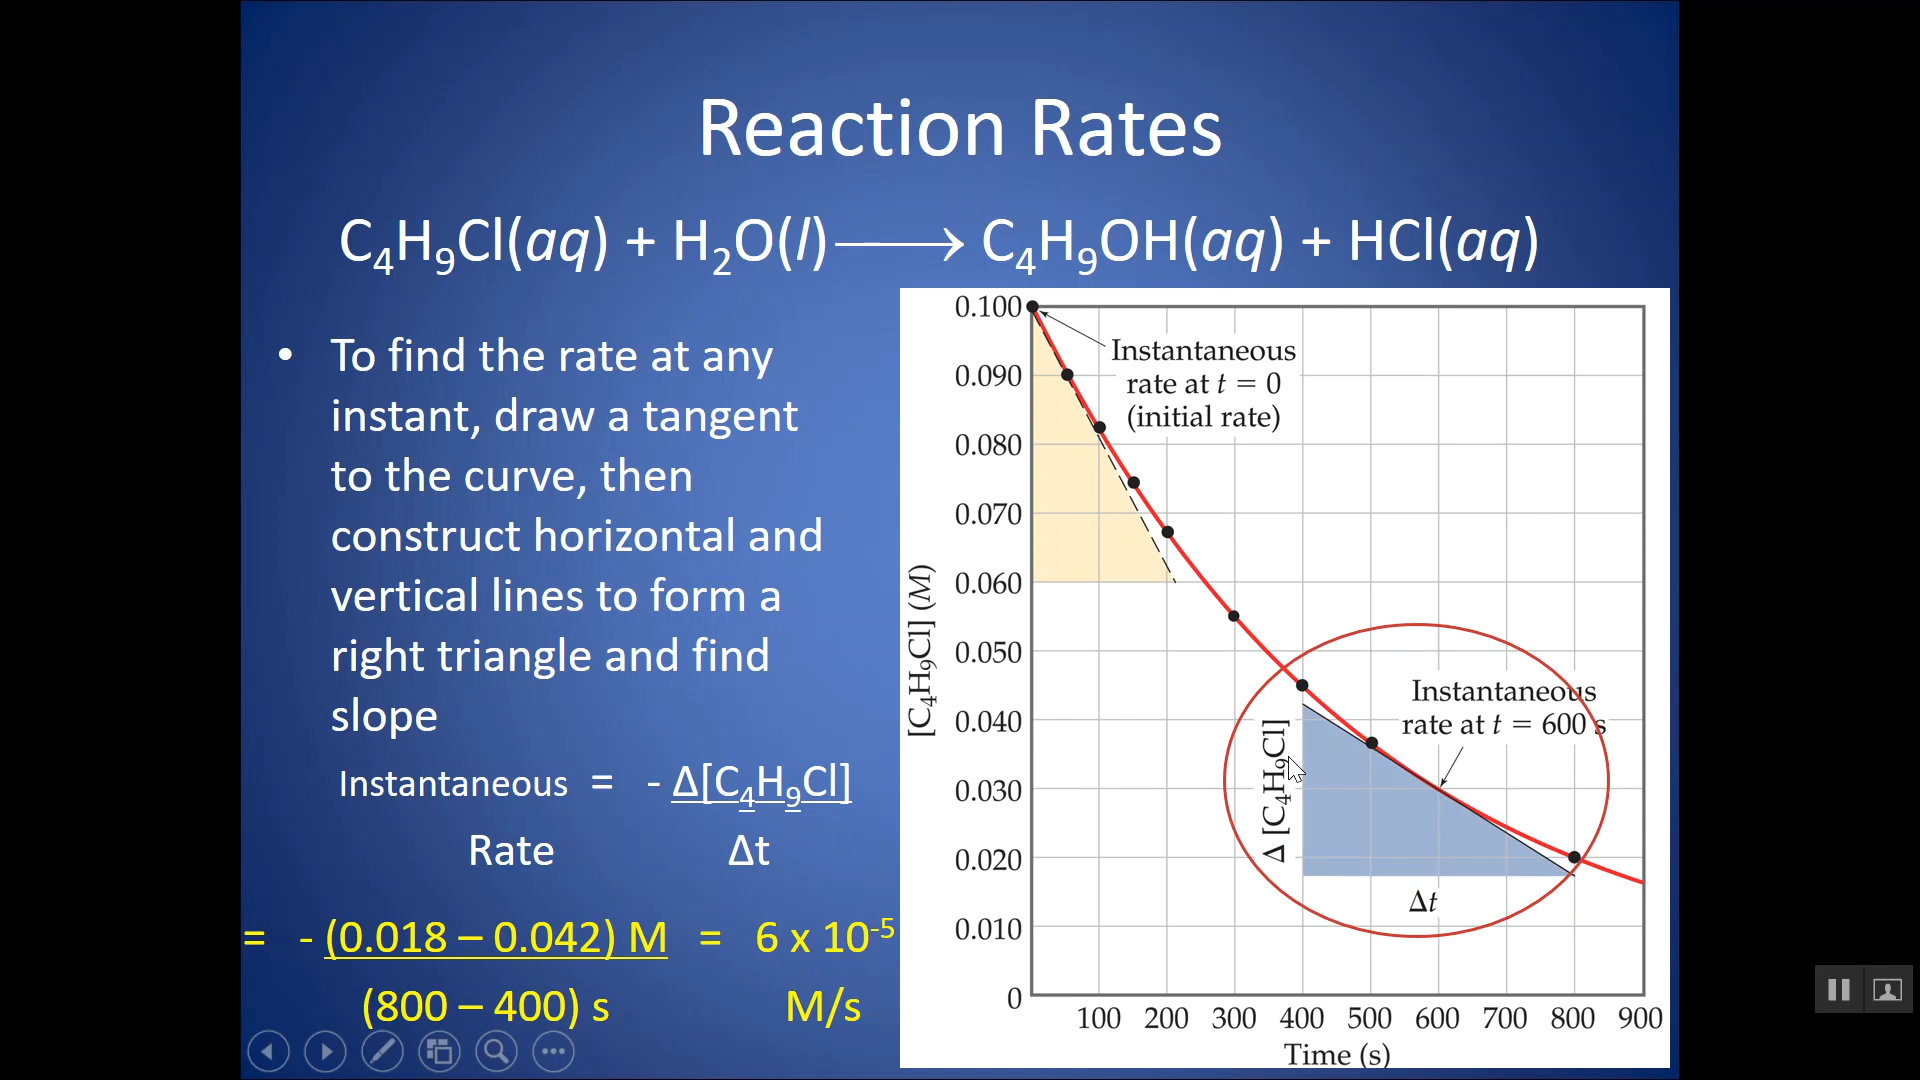 Reaction Rates
C₄H₉Cl(aq) + H₂O(l) ⟶ C₄H₉OH(aq) + HCl(aq)
• To find the rate at any
instant, draw a tangent
to the curve, then
construct horizontal and
vertical lines to form a
right triangle and find
slope
Instantaneous = - Δ[C₄H₉Cl]
Rate Δt
= - (0.018 – 0.042) M = 6 x 10⁻⁵
(800 – 400) s M/s
[C₄H₉Cl] (M)
0.100
0.090
0.080
0.070
0.060
0.050
0.040
0.030
0.020
0.010
0
Instantaneous
rate at t = 0
(initial rate)
Instantaneous
rate at t = 600 s
Δ [C₄H₉Cl]
Δt
100 200 300 400 500 600 700 800 900
Time (s)